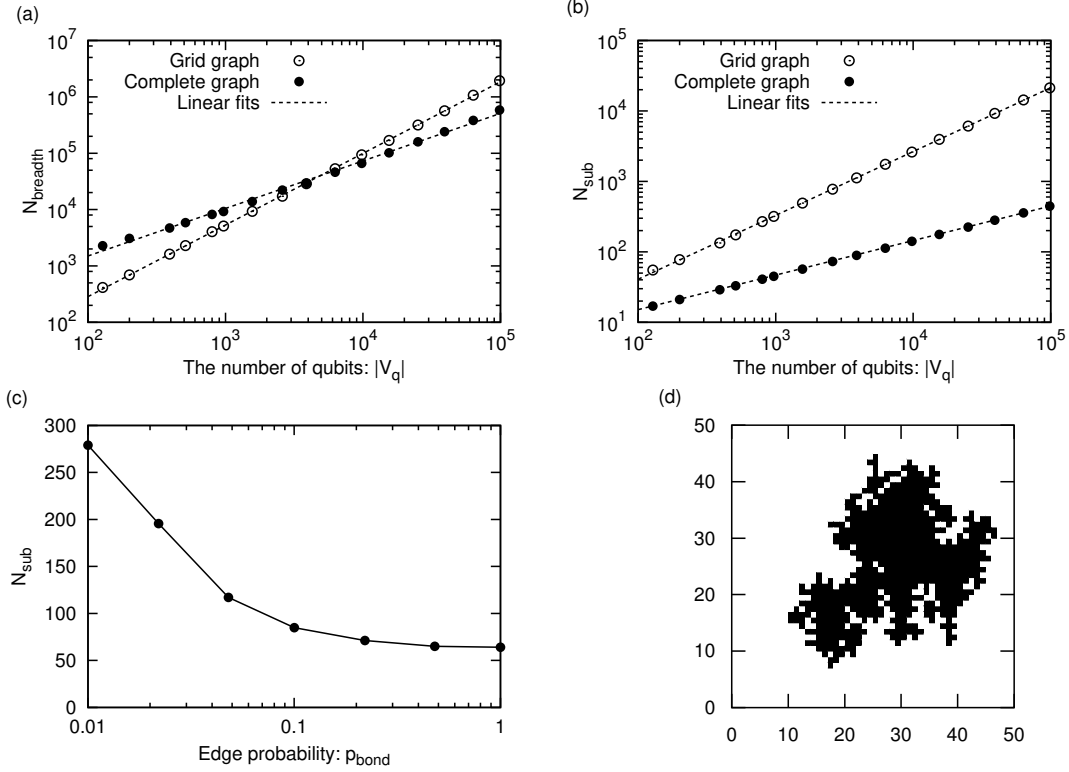 (a)
N_breadth
10^7
10^6
10^5
10^4
10^3
10^2
Grid graph
Complete graph
Linear fits
10^2 10^3 10^4 10^5
The number of qubits: |V_q|
(b)
N_sub
10^5
10^4
10^3
10^2
10^1
Grid graph
Complete graph
Linear fits
10^2 10^3 10^4 10^5
The number of qubits: |V_q|
(c)
N_sub
300
250
200
150
100
50
0
0.01 0.1 1
Edge probability: p_bond
(d)
50
40
30
20
10
0
0 10 20 30 40 50